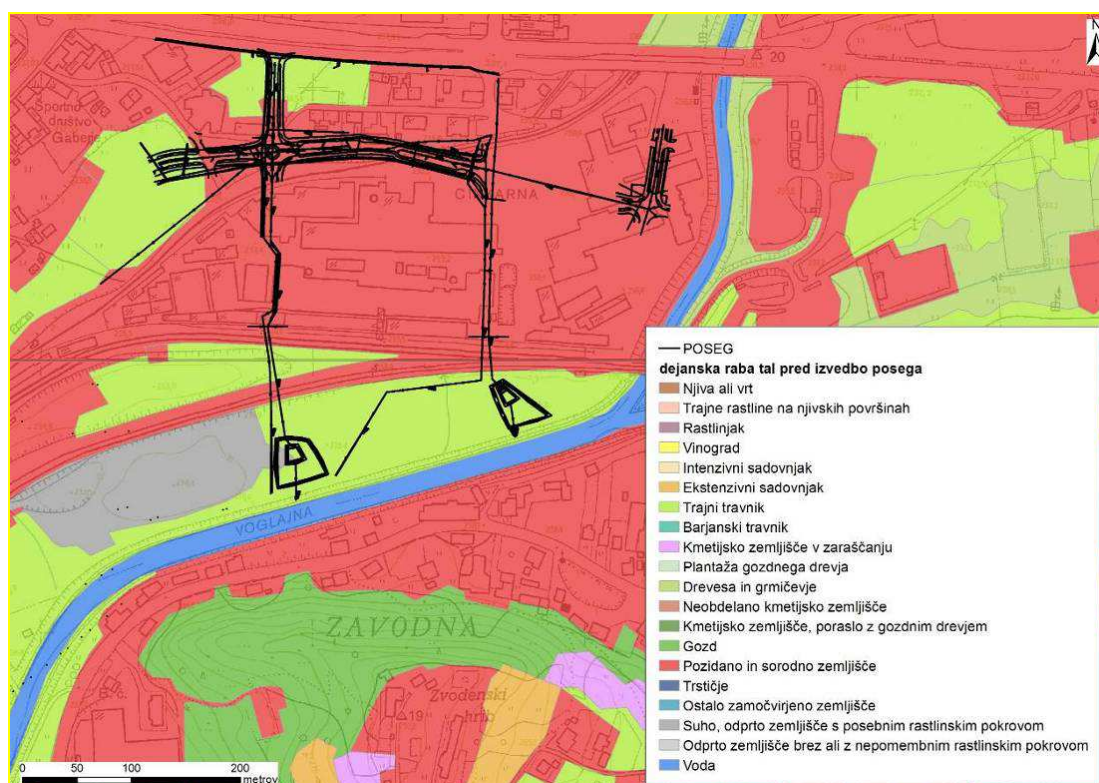 N
20
Športno
društvo
Gaberje
VOGLAJNA
ZAVODNA
Zvodenski
hrib
19
POSEG
dejanska raba tal pred izvedbo posega
Njiva ali vrt
Trajne rastline na njivskih površinah
Rastlinjak
Vinograd
Intenzivni sadovnjak
Ekstenzivni sadovnjak
Trajni travnik
Barjanski travnik
Kmetijsko zemljišče v zaraščanju
Plantaža gozdnega drevja
Drevesa in grmičevje
Neobdelano kmetijsko zemljišče
Kmetijsko zemljišče, poraslo z gozdnim drevjem
Gozd
Pozidano in sorodno zemljišče
Trstičje
Ostalo zamočvirjeno zemljišče
Suho, odprto zemljišče s posebnim rastlinskim pokrovom
Odprto zemljišče brez ali z nepomembnim rastlinskim pokrovom
Voda
0 50 100 200
metrov